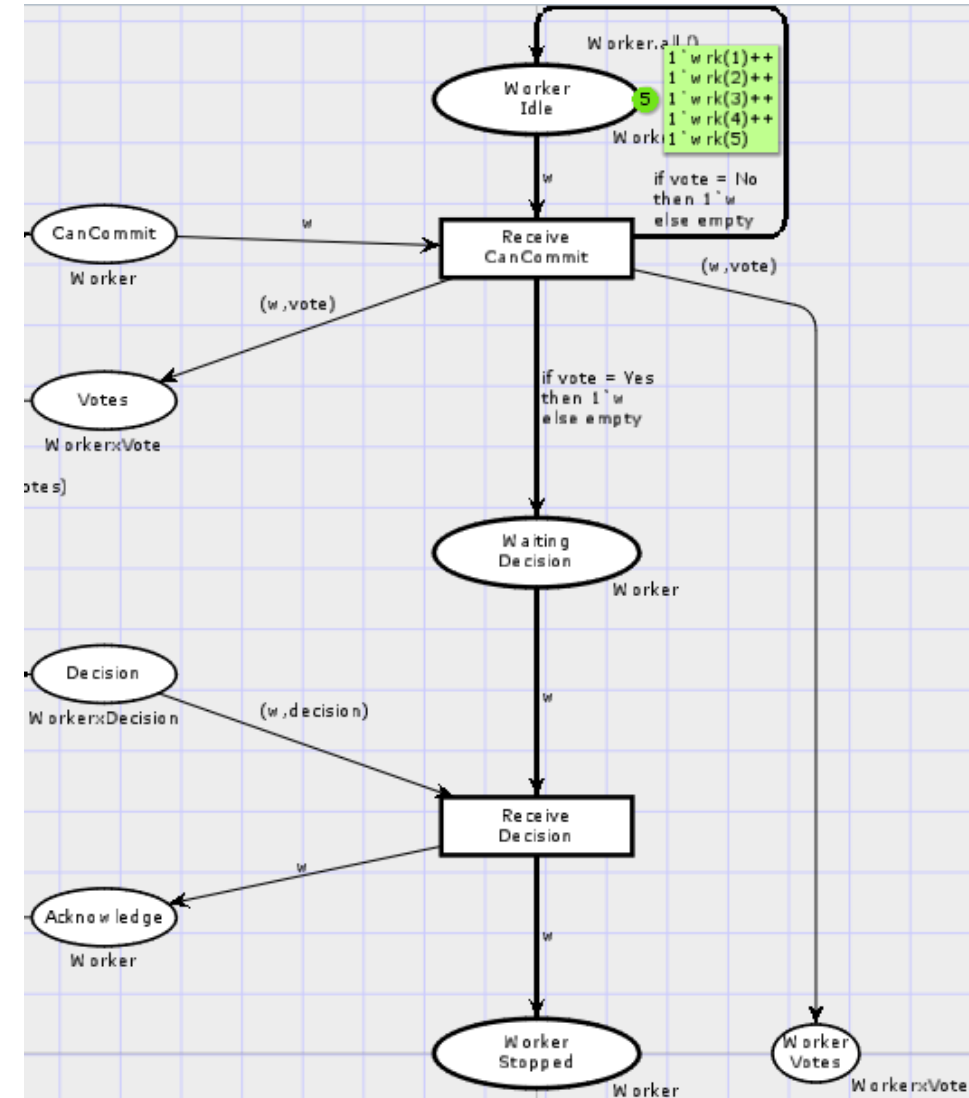 Worker.all()
1`wrk(1)++
1`wrk(2)++
1`wrk(3)++
1`wrk(4)++
1`wrk(5)
Worker
Idle
5
w
if vote = No
then 1`w
else empty
CanCommit
Worker
w
Receive
CanCommit
(w,vote)
(w,vote)
if vote = Yes
then 1`w
else empty
Votes
WorkerxVote
otes]
Waiting
Decision
Worker
Decision
WorkerxDecision
(w,decision)
w
Receive
Decision
w
Acknowledge
Worker
w
Worker
Stopped
Worker
Worker
Votes
WorkerxVote